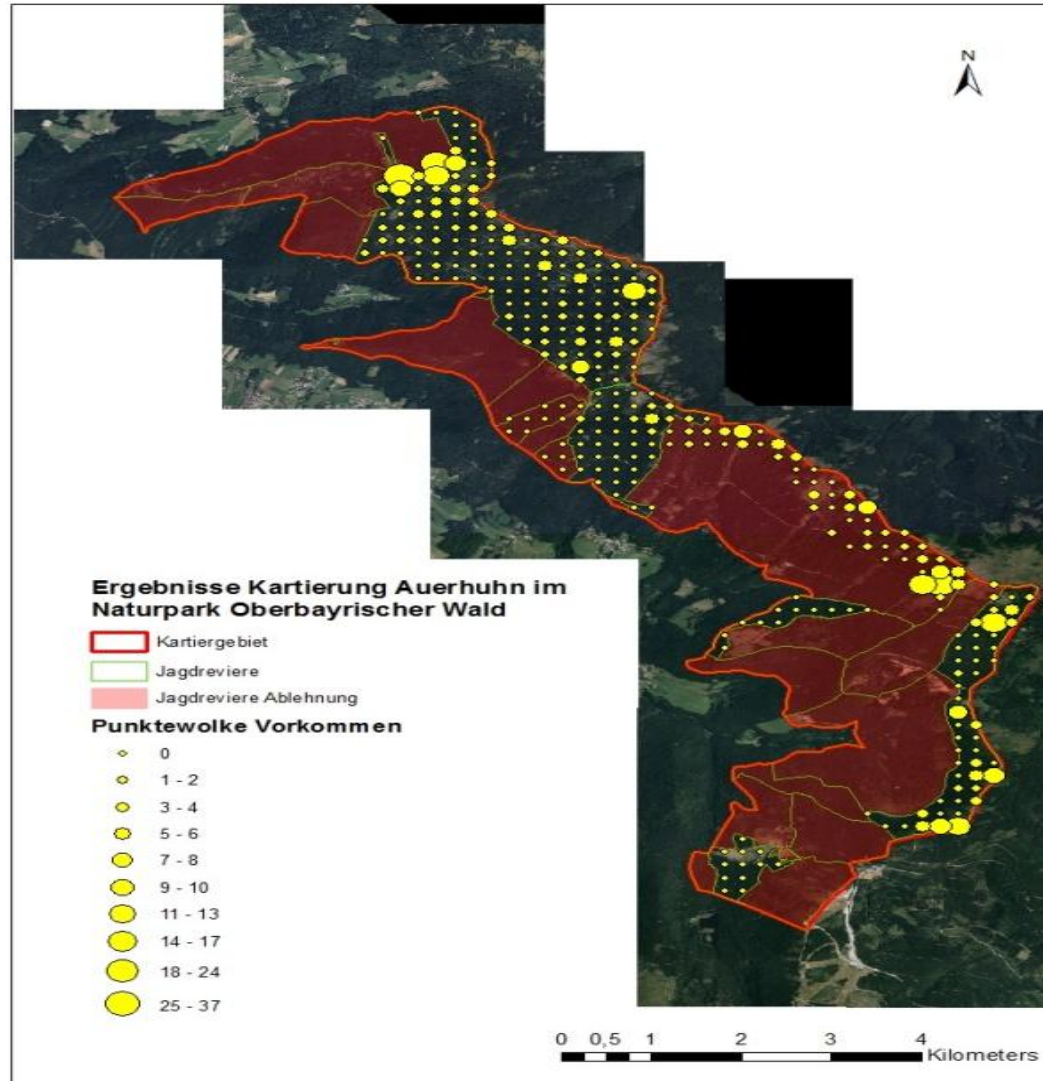 N
Ergebnisse Kartierung Auerhuhn im
Naturpark Oberbayrischer Wald
Kartiergebiet
Jagdreviere
Jagdreviere Ablehnung
Punktewolke Vorkommen
0
1 - 2
3 - 4
5 - 6
7 - 8
9 - 10
11 - 13
14 - 17
18 - 24
25 - 37
0 0,5 1 2 3 4
Kilometers